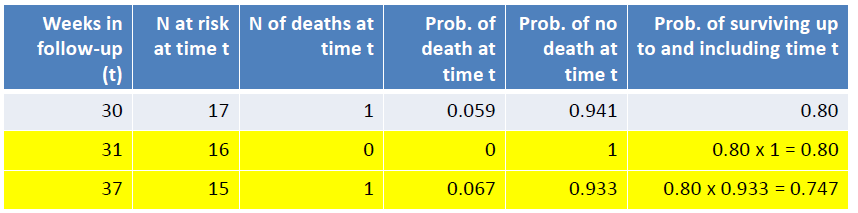 Weeks in follow-up (t) N at risk at time t N of deaths at time t Prob. of death at time t Prob. of no death at time t Prob. of surviving up to and including time t
30 17 1 0.059 0.941 0.80
31 16 0 0 1 0.80 x 1 = 0.80
37 15 1 0.067 0.933 0.80 x 0.933 = 0.747